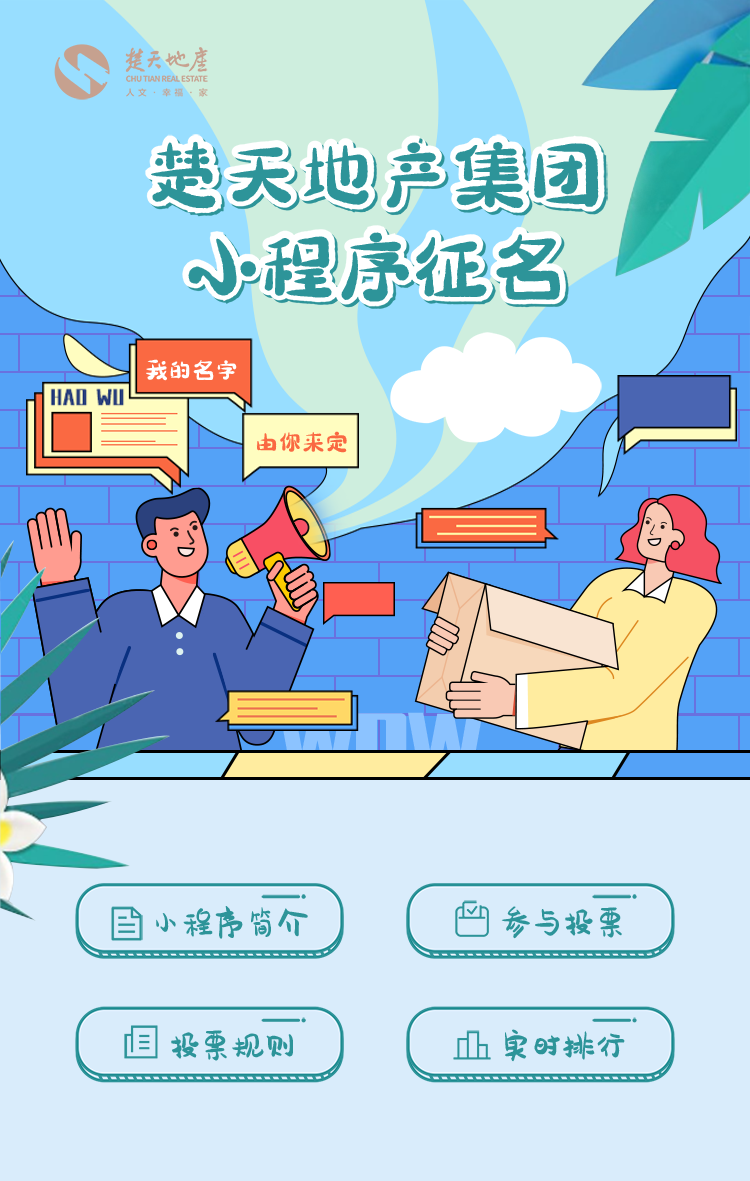 楚天地産
CHU TIAN REAL ESTATE
人文·幸福·家
楚天地产集团
小程序征名
我的名字
HAO WU
由你来定
WOW
小程序简介
参与投票
投票规则
实时排行